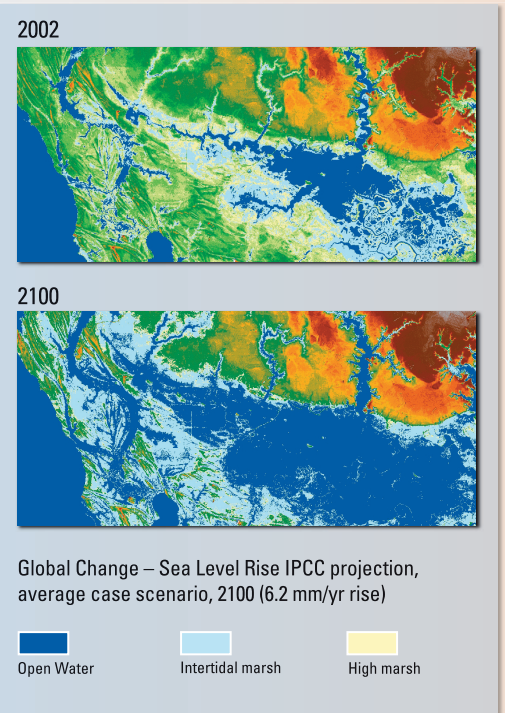 2002
2100
Global Change – Sea Level Rise IPCC projection,
average case scenario, 2100 (6.2 mm/yr rise)
Open Water
Intertidal marsh
High marsh